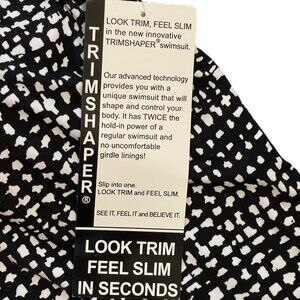 TRIMSHAPER®
LOOK TRIM, FEEL SLIM
in the new innovative
TRIMSHAPER® swimsuit.
Our advanced technology
provides you with a
unique swimsuit that will
shape and control your
body. It has TWICE the
hold-in power of a
regular swimsuit and
no uncomfortable
girdle linings!
Slip into one.
LOOK TRIM and FEEL SLIM.
SEE IT, FEEL IT and BELIEVE IT.
LOOK TRIM
FEEL SLIM
IN SECONDS